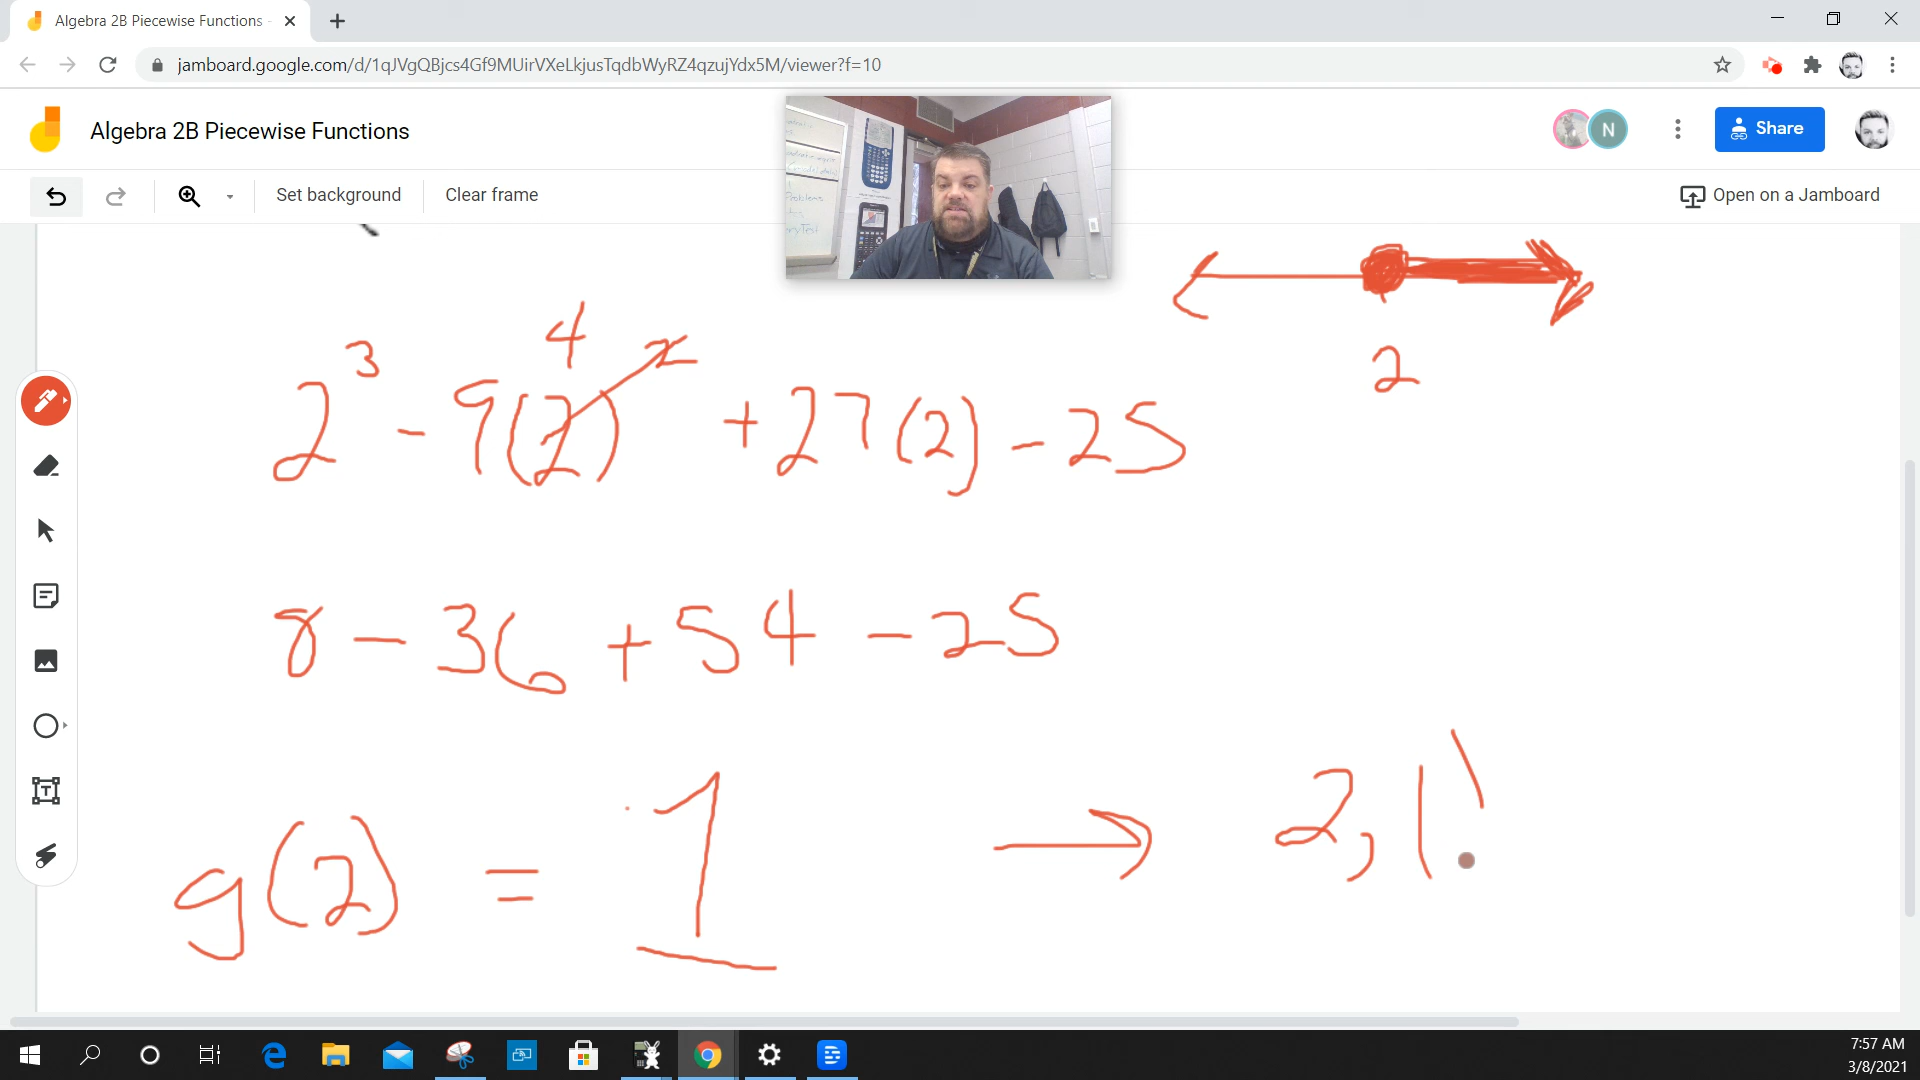 Algebra 2B Piecewise Functions -
jamboard.google.com/d/1qJVgQBjcs4Gf9MUirVXeLkjusTqdbWyRZ4qzujYdx5M/viewer?f=10
Algebra 2B Piecewise Functions
N
Share
Set background
Clear frame
Open on a Jamboard
2
2³ - 9(2)² 4 + 27(2) - 25
8 - 36 + 54 - 25
g(2) = 1 → 2, 1)
7:57 AM
3/8/2021